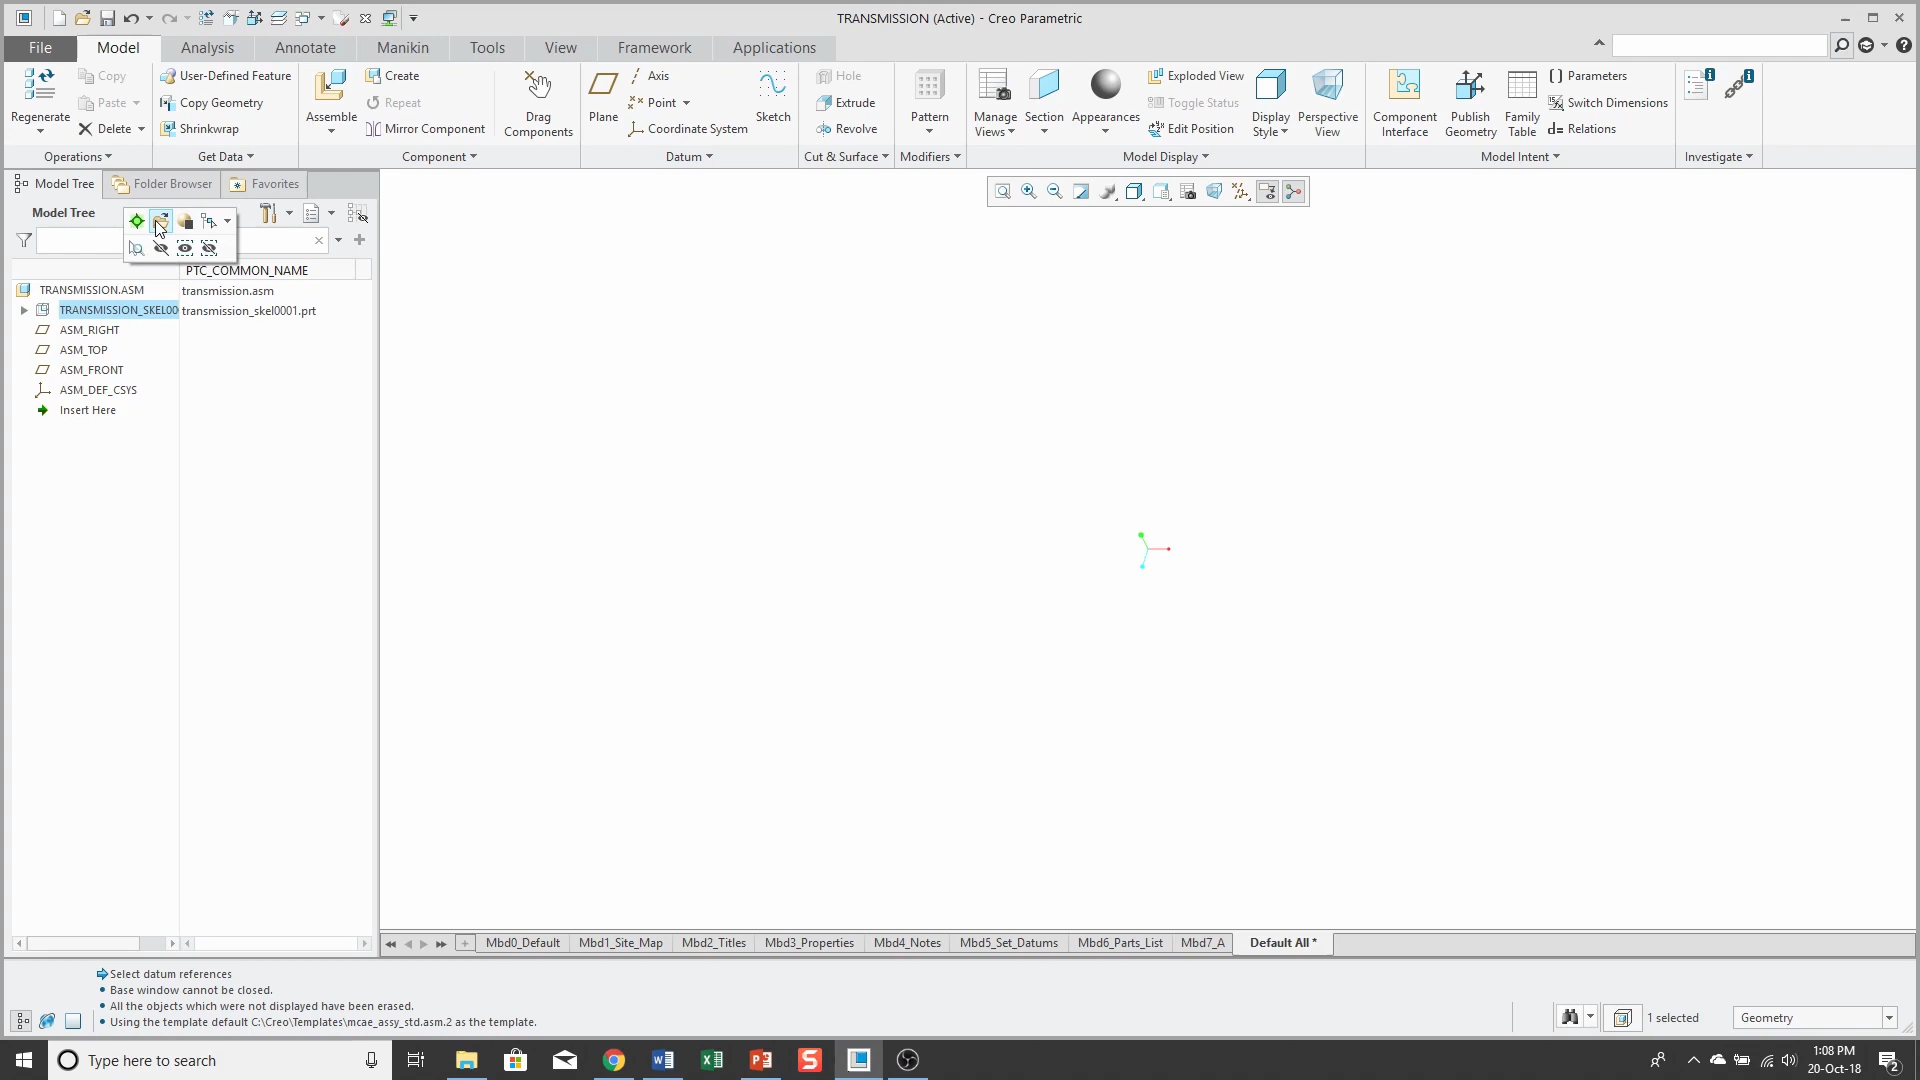 TRANSMISSION (Active) - Creo Parametric
File
Model
Analysis
Annotate
Manikin
Tools
View
Framework
Applications
Regenerate
Copy
Paste
Delete
Operations
User-Defined Feature
Copy Geometry
Shrinkwrap
Get Data
Assemble
Create
Repeat
Mirror Component
Component
Drag
Components
Plane
Axis
Point
Coordinate System
Sketch
Datum
Hole
Extrude
Revolve
Cut & Surface
Pattern
Modifiers
Manage
Views
Section
Appearances
Exploded View
Toggle Status
Edit Position
Display
Style
Perspective
View
Model Display
Component
Interface
Publish
Geometry
Family
Table
Parameters
Switch Dimensions
d= Relations
Model Intent
Investigate
Model Tree
Folder Browser
Favorites
Model Tree
PTC_COMMON_NAME
TRANSMISSION.ASM transmission.asm
TRANSMISSION_SKEL00 transmission_skel0001.prt
ASM_RIGHT
ASM_TOP
ASM_FRONT
ASM_DEF_CSYS
Insert Here
Mbd0_Default
Mbd1_Site_Map
Mbd2_Titles
Mbd3_Properties
Mbd4_Notes
Mbd5_Set_Datums
Mbd6_Parts_List
Mbd7_A
Default All *
Select datum references
• Base window cannot be closed.
• All the objects which were not displayed have been erased.
• Using the template default C:\Creo\Templates\mcae_assy_std.asm.2 as the template.
1 selected
Geometry
Type here to search
1:08 PM
20-Oct-18
2